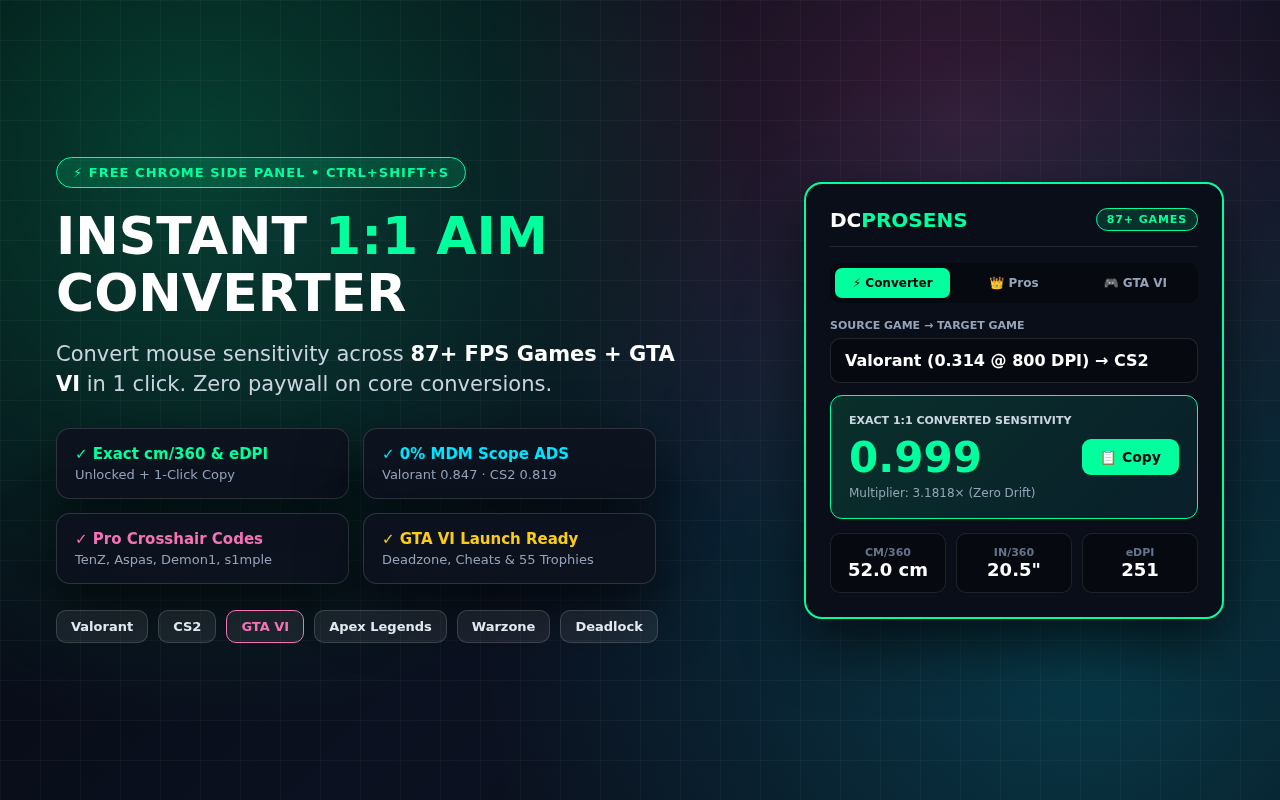 ⚡ FREE CHROME SIDE PANEL • CTRL+SHIFT+S
INSTANT 1:1 AIM
CONVERTER
Convert mouse sensitivity across 87+ FPS Games + GTA
VI in 1 click. Zero paywall on core conversions.
✓ Exact cm/360 & eDPI
Unlocked + 1-Click Copy
✓ 0% MDM Scope ADS
Valorant 0.847 · CS2 0.819
✓ Pro Crosshair Codes
TenZ, Aspas, Demon1, s1mple
✓ GTA VI Launch Ready
Deadzone, Cheats & 55 Trophies
Valorant CS2 GTA VI Apex Legends Warzone Deadlock
DCPROSENS 87+ GAMES
⚡ Converter 👑 Pros 🎮 GTA VI
SOURCE GAME → TARGET GAME
Valorant (0.314 @ 800 DPI) → CS2
EXACT 1:1 CONVERTED SENSITIVITY
0.999 📋 Copy
Multiplier: 3.1818× (Zero Drift)
CM/360 IN/360 eDPI
52.0 cm 20.5" 251